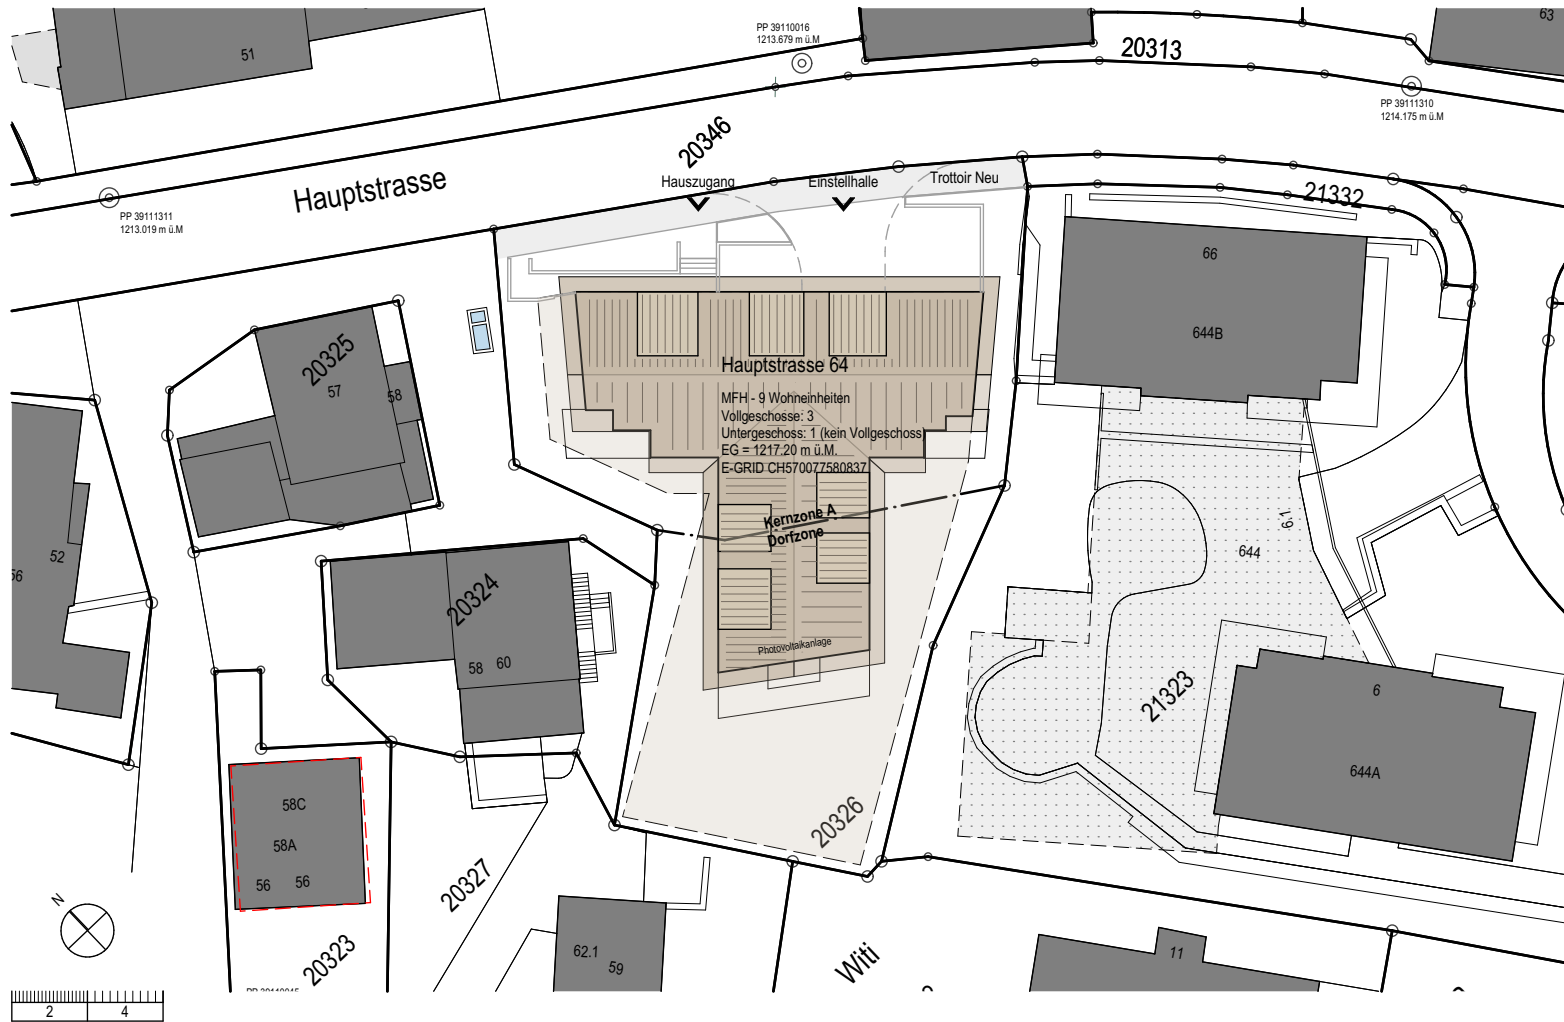 51
PP 39110016
1213.679 m ü.M
20313
63
PP 39111310
1214.175 m ü.M
20346
Hauptstrasse
Hauszugang
Einstellhalle
Trottoir Neu
21332
PP 39111311
1213.019 m ü.M
66
644B
20325
57
58
Hauptstrasse 64
MFH - 9 Wohneinheiten
Vollgeschosse: 3
Untergeschoss: 1 (kein Vollgeschoss)
EG = 1217.20 m ü.M.
E-GRID CH570077580837
Kernzone A
Dorfzone
6.1
644
52
56
20324
58
60
Photovoltaikanlage
21323
6
644A
58C
58A
56
56
20326
20327
N
20323
62.1
59
Witi
11
2
4